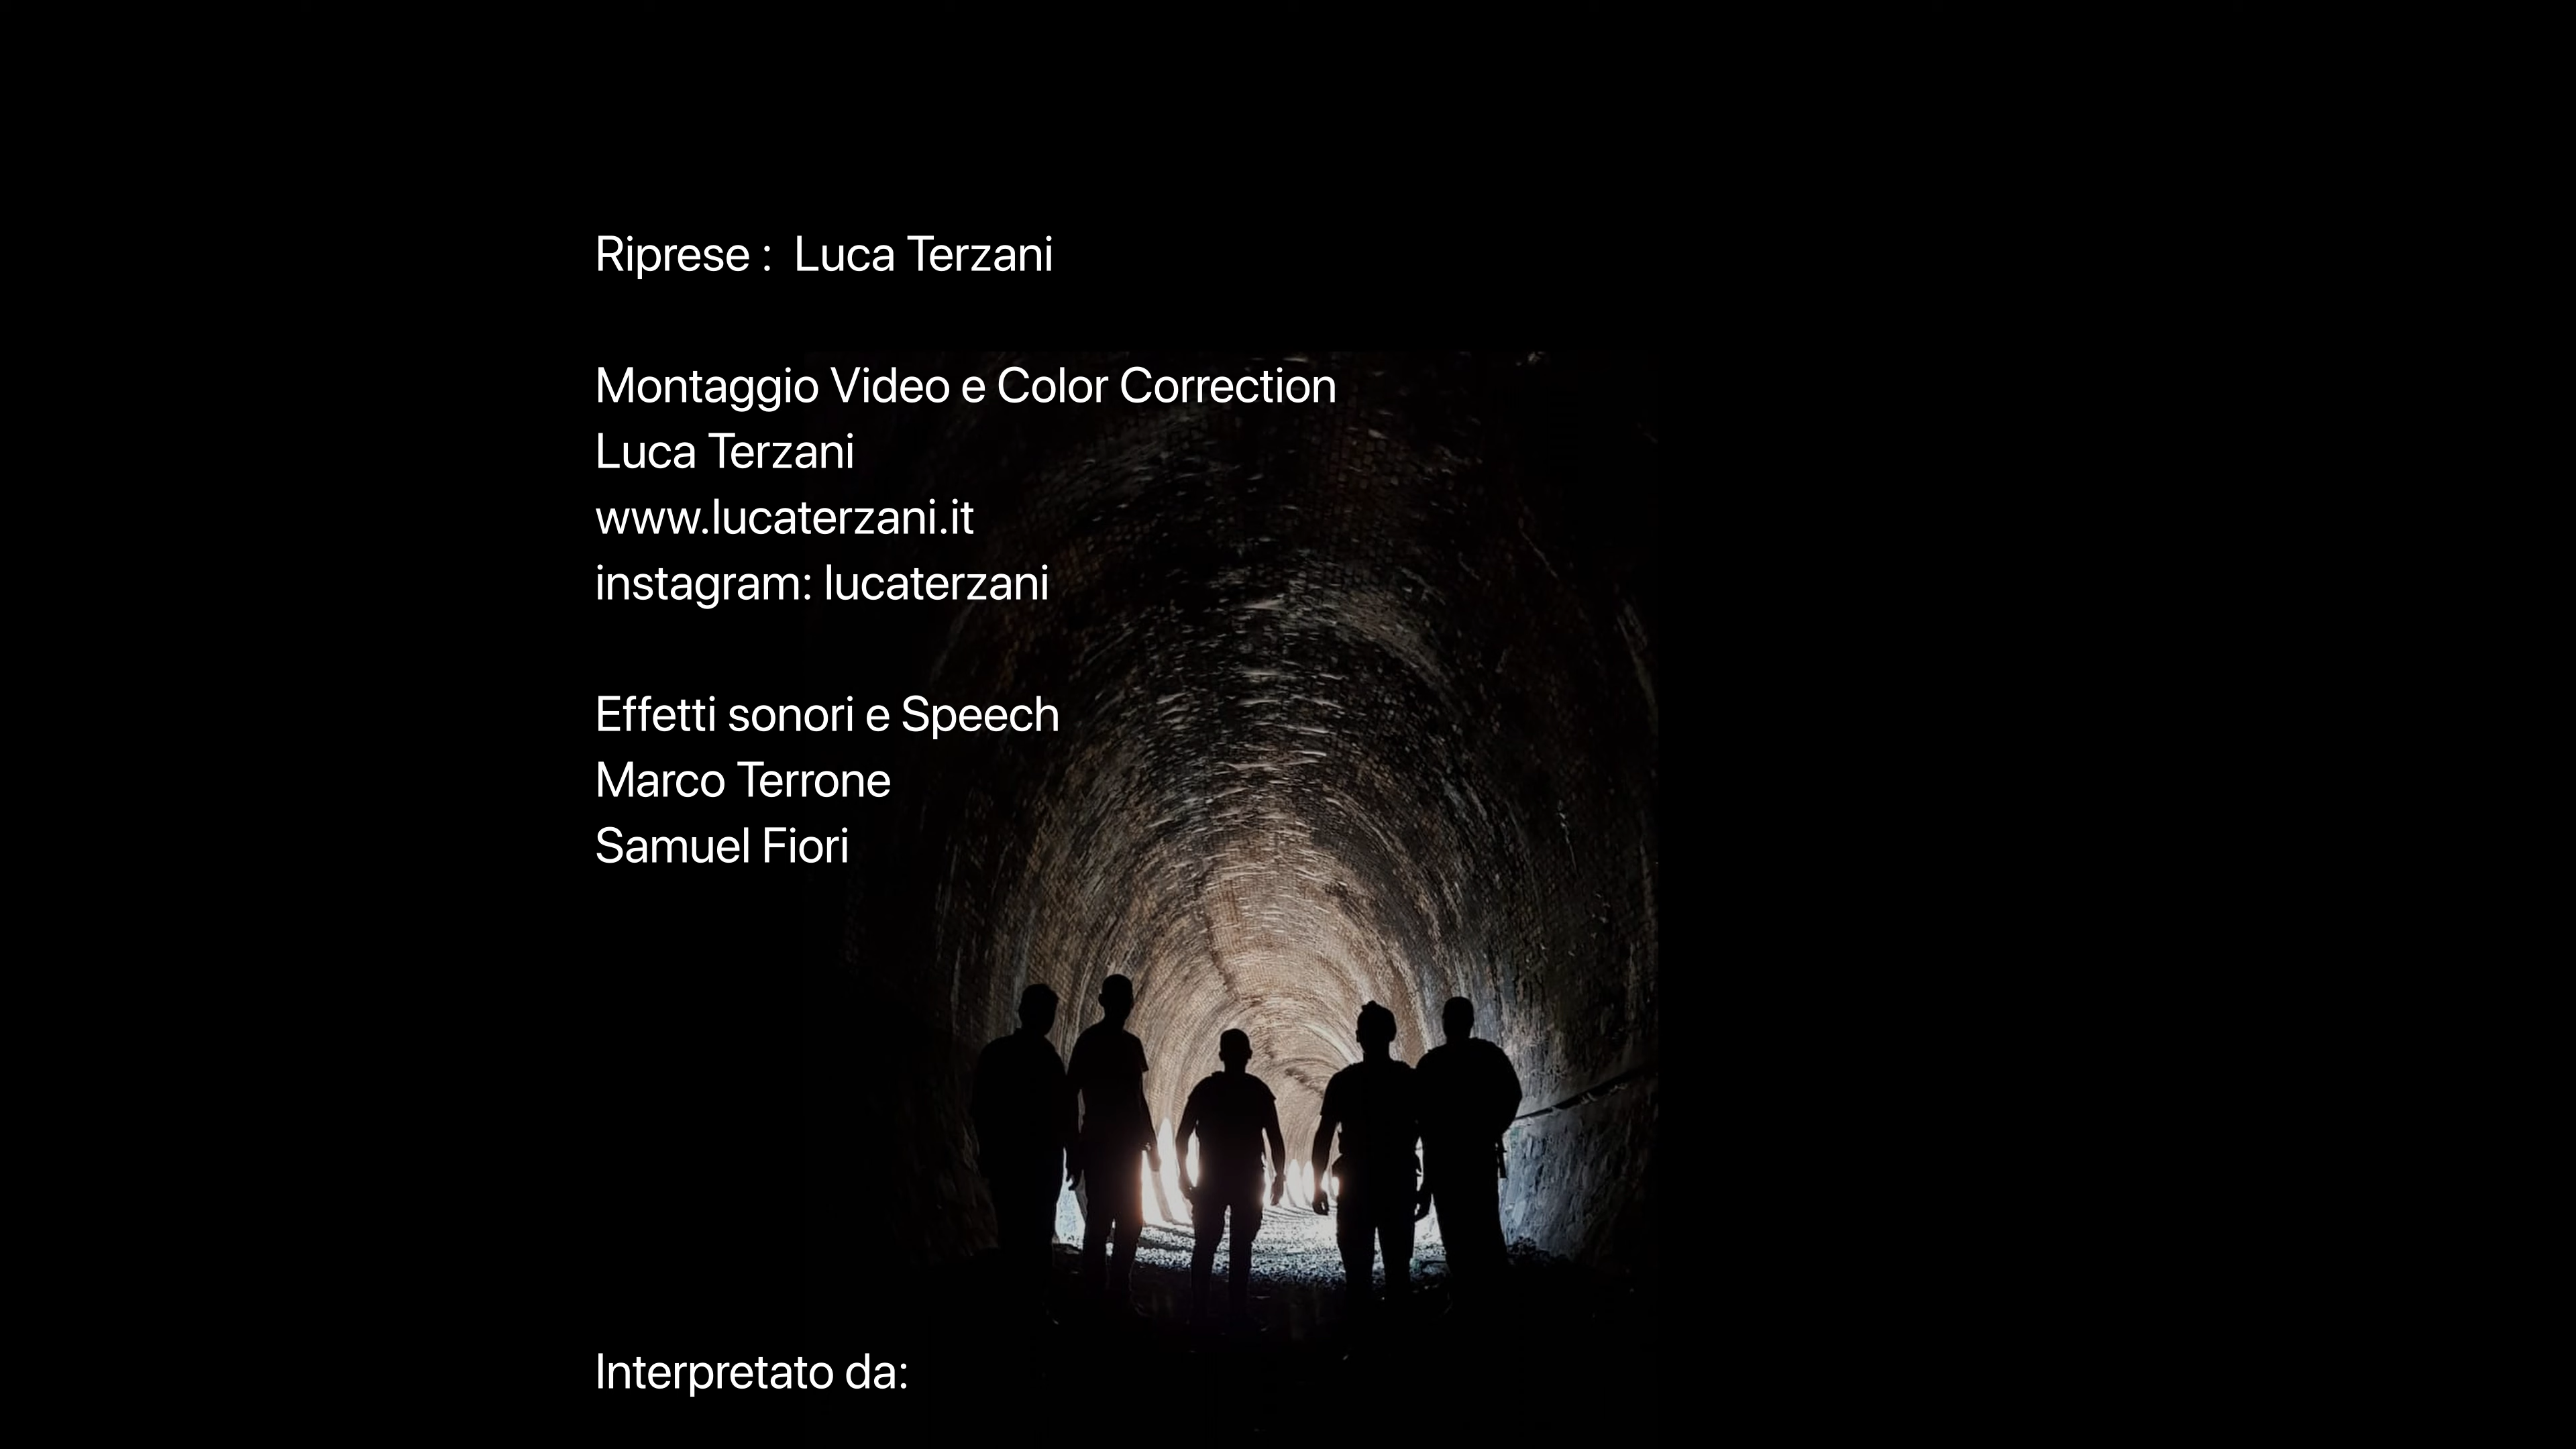 Riprese :  Luca Terzani
Montaggio Video e Color Correction
Luca Terzani
www.lucaterzani.it
instagram: lucaterzani
Effetti sonori e Speech
Marco Terrone
Samuel Fiori
Interpretato da: